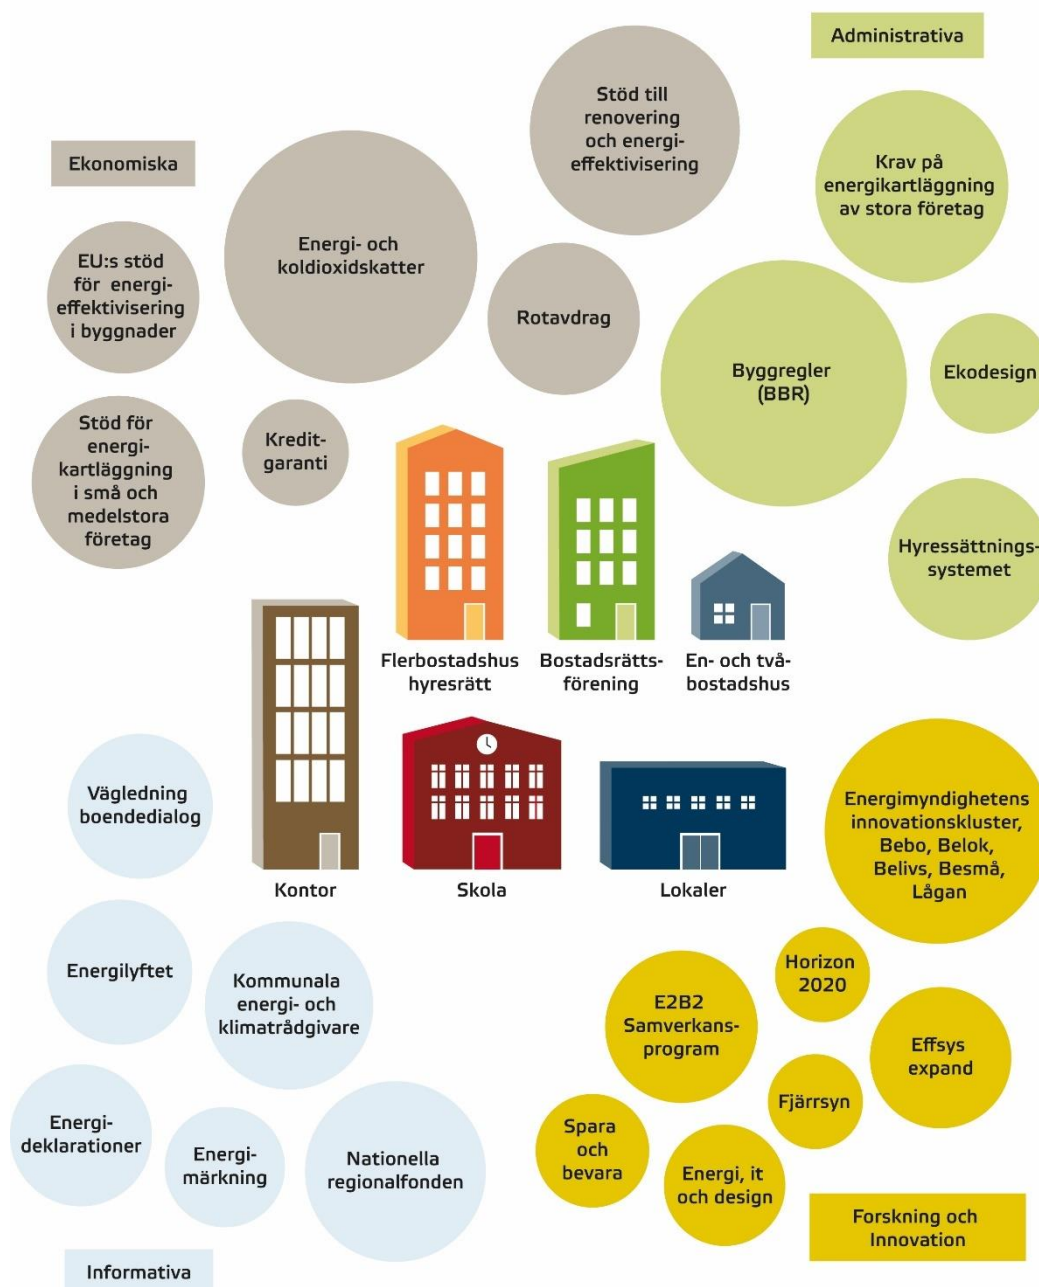 Administrativa
Stöd till
renovering
och energi-
effektivisering
Krav på
energikartläggning
av stora företag
Ekonomiska
Energi- och
koldioxidskatter
EU:s stöd
för energi-
effektivisering
i byggnader
Rotavdrag
Byggregler
(BBR)
Ekodesign
Stöd för
energi-
kartläggning
i små och
medelstora
företag
Kredit-
garanti
Hyressättnings-
systemet
Flerbostadshus
hyresrätt
Bostadsrätts-
förening
En- och två-
bostadshus
Kontor
Skola
Lokaler
Vägledning
boendedialog
Energimyndighetens
innovationskluster,
Bebo, Belok,
Belivs, Besmå,
Lågan
Energilyftet
Kommunala
energi- och
klimatrådgivare
Horizon
2020
E2B2
Samverkans-
program
Effsys
expand
Fjärrsyn
Energi-
deklarationer
Energi-
märkning
Nationella
regionalfonden
Spara
och
bevara
Energi, it
och design
Forskning och
Innovation
Informativa